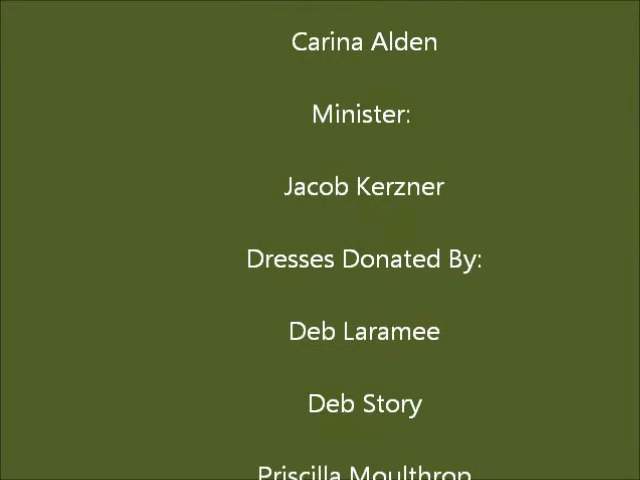 Carina Alden
Minister:
Jacob Kerzner
Dresses Donated By:
Deb Laramee
Deb Story
Priscilla Moulthrop